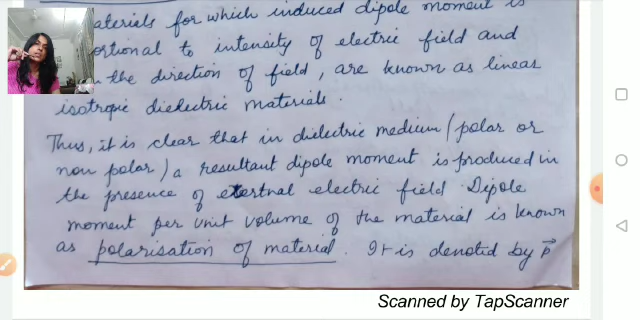 aterials for which induced dipole moment is
ortional to intensity of electric field and
the direction of field, are known as linear
isotropic dielectric materials.
Thus, it is clear that in dielectric medium (polar or
non polar) a resultant dipole moment is produced in
the presence of external electric field Dipole
moment per unit volume of the material is known
as polarisation of material. It is denoted by P⃗
Scanned by TapScanner